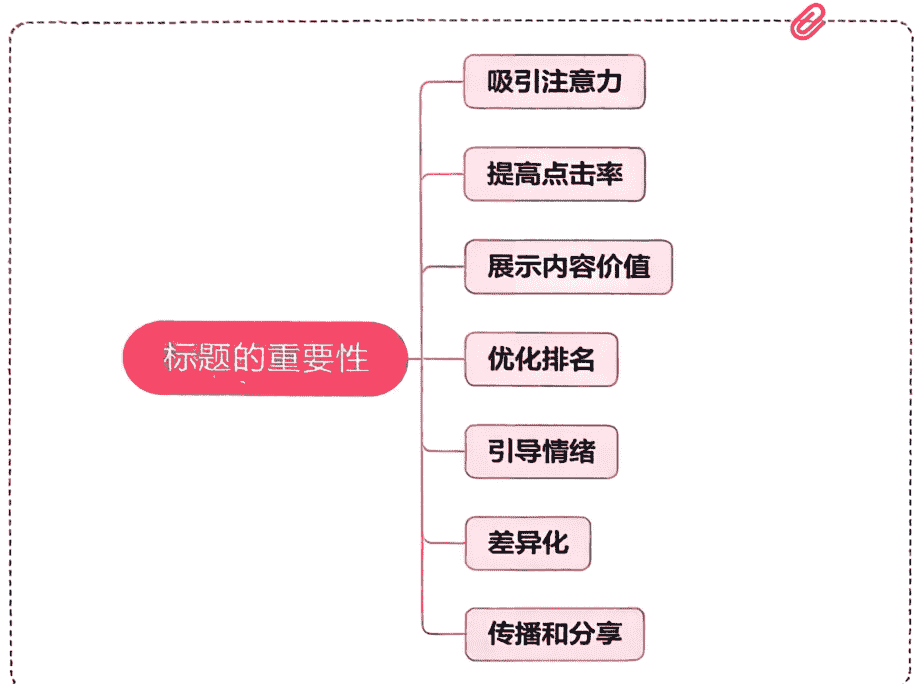 吸引注意力
提高点击率
展示内容价值
标题的重要性
优化排名
引导情绪
差异化
传播和分享